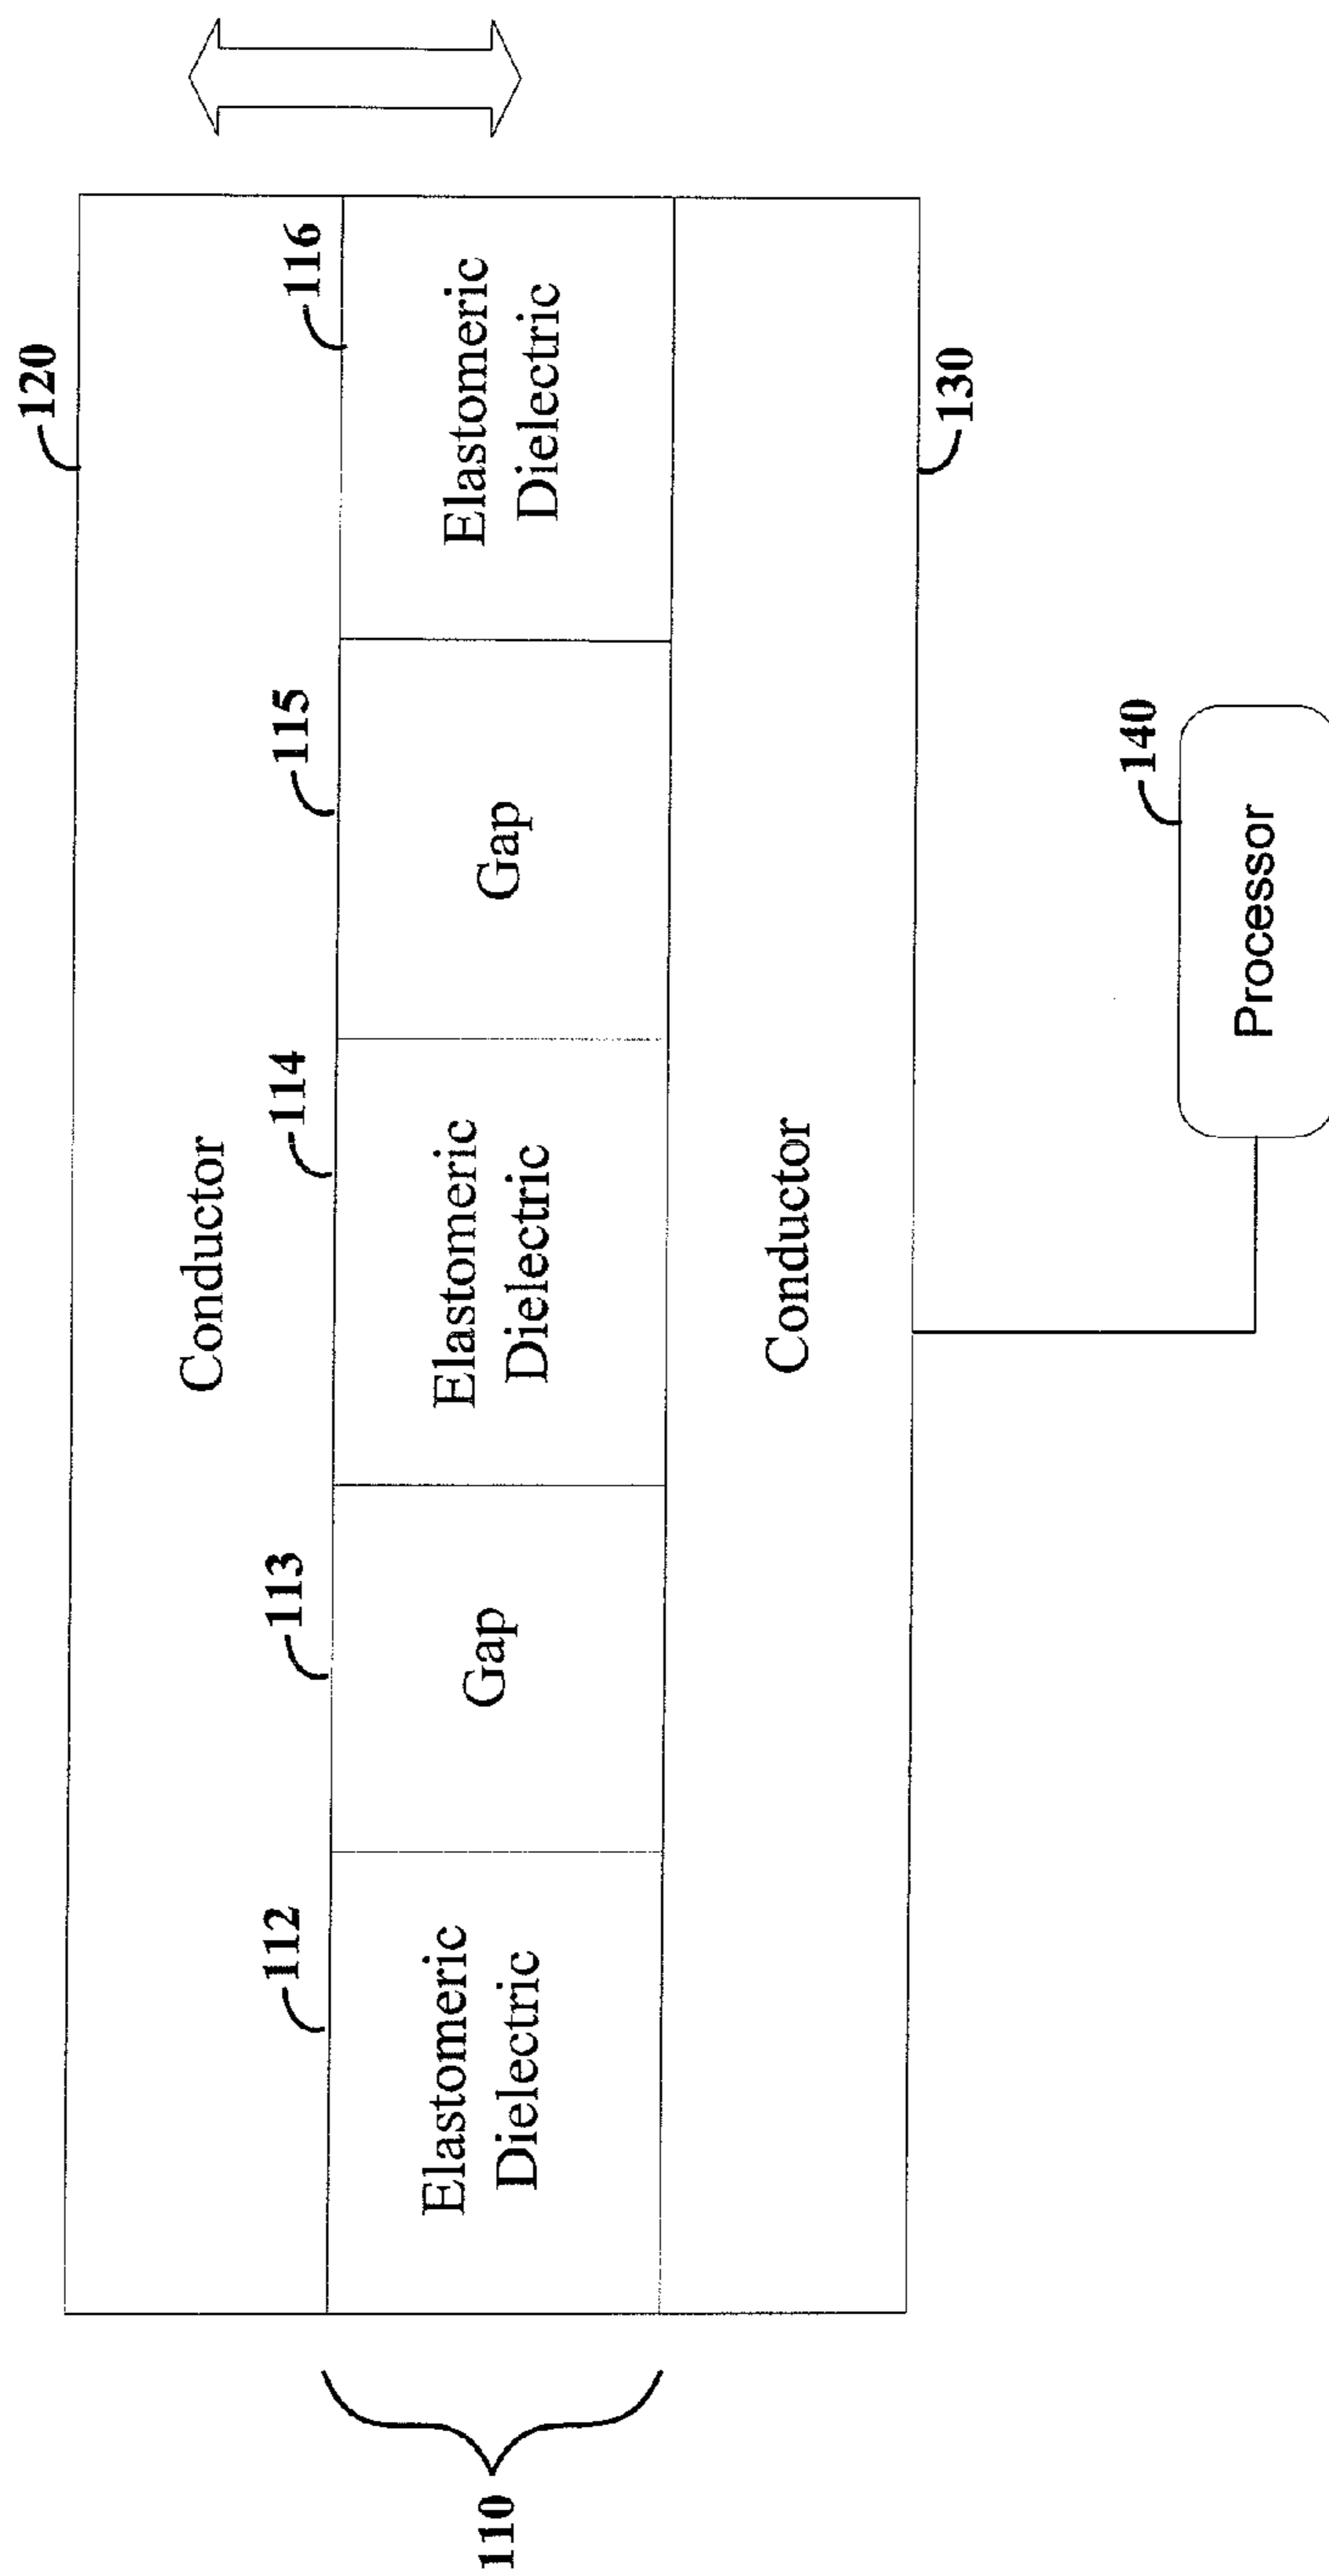 120
Conductor
112
113
114
115
116
110
Elastomeric
Dielectric
Gap
Elastomeric
Dielectric
Gap
Elastomeric
Dielectric
Conductor
130
140
Processor